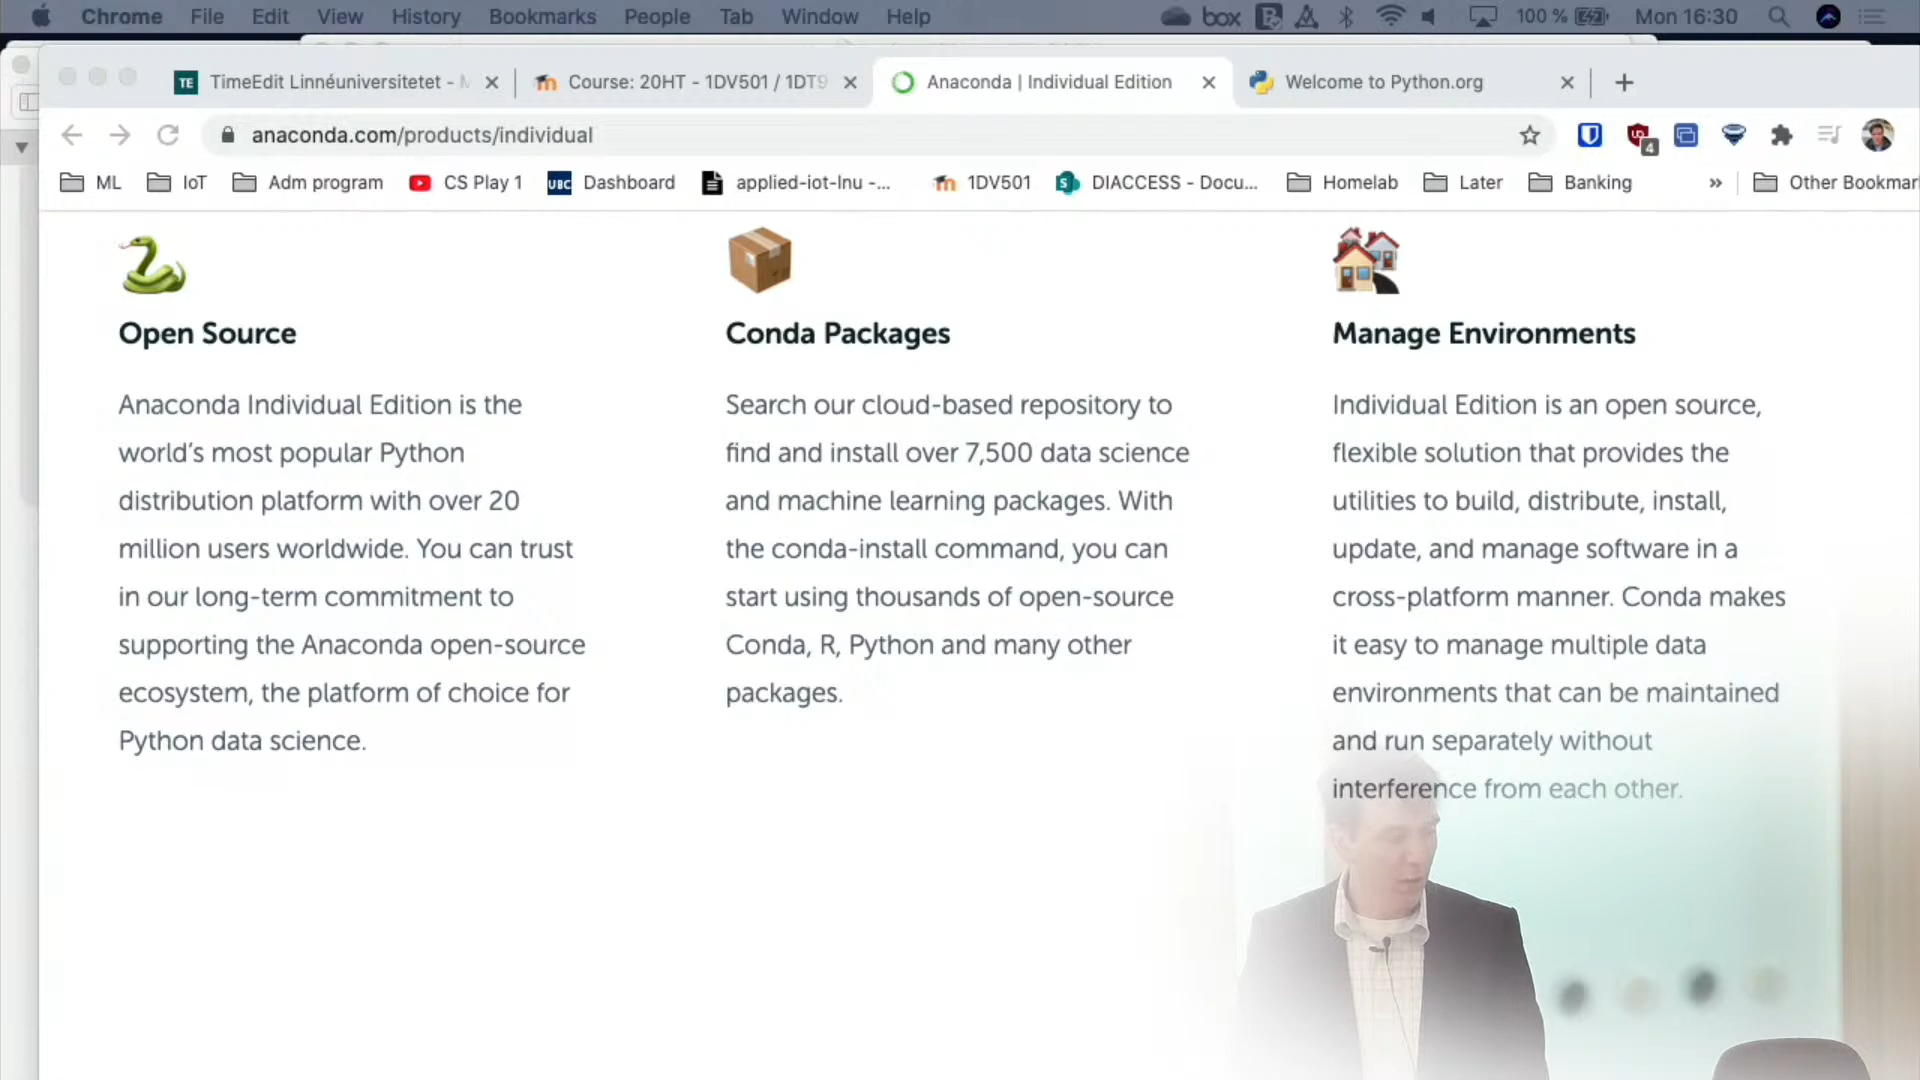 Chrome File Edit View History Bookmarks People Tab Window Help box 100 % Mon 16:30
TE TimeEdit Linnéuniversitetet - Course: 20HT - 1DV501 / 1DT9 Anaconda | Individual Edition Welcome to Python.org
anaconda.com/products/individual 4
ML IoT Adm program CS Play 1 UBC Dashboard applied-iot-lnu -... 1DV501 DIACCESS - Docu... Homelab Later Banking » Other Bookmar
Open Source
Anaconda Individual Edition is the
world's most popular Python
distribution platform with over 20
million users worldwide. You can trust
in our long-term commitment to
supporting the Anaconda open-source
ecosystem, the platform of choice for
Python data science.
Conda Packages
Search our cloud-based repository to
find and install over 7,500 data science
and machine learning packages. With
the conda-install command, you can
start using thousands of open-source
Conda, R, Python and many other
packages.
Manage Environments
Individual Edition is an open source,
flexible solution that provides the
utilities to build, distribute, install,
update, and manage software in a
cross-platform manner. Conda makes
it easy to manage multiple data
environments that can be maintained
and run separately without
interference from each other.